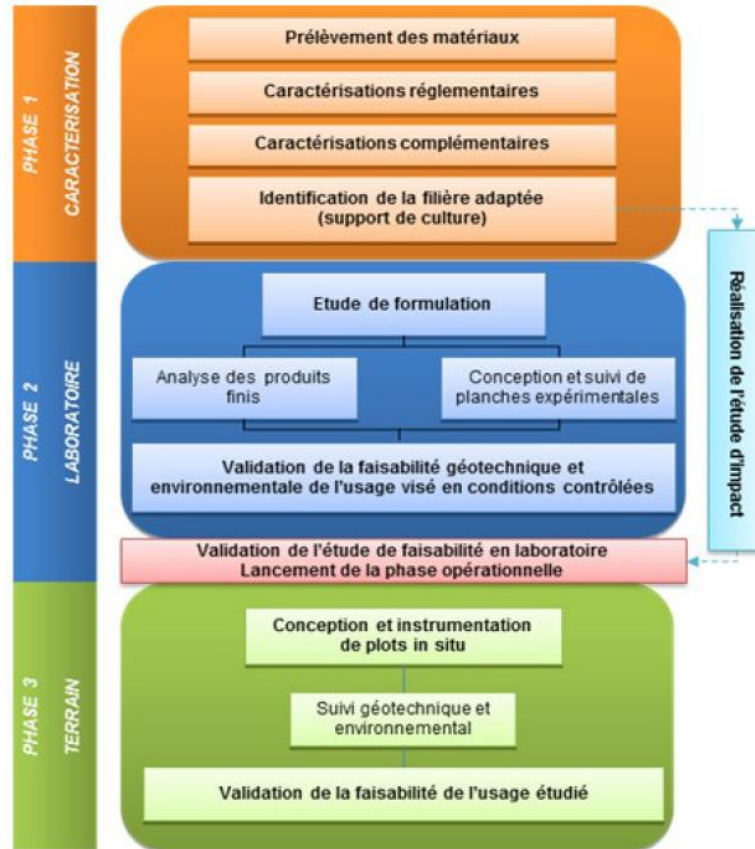 PHASE 1
CARACTERISATION
Prélèvement des matériaux
Caractérisations réglementaires
Caractérisations complémentaires
Identification de la filière adaptée
(support de culture)
Réalisation de l'étude d'impact
PHASE 2
LABORATOIRE
Etude de formulation
Analyse des produits
finis
Conception et suivi de
planches expérimentales
Validation de la faisabilité géotechnique et
environnementale de l'usage visé en conditions contrôlées
Validation de l'étude de faisabilité en laboratoire
Lancement de la phase opérationnelle
PHASE 3
TERRAIN
Conception et instrumentation
de plots in situ
Suivi géotechnique et
environnemental
Validation de la faisabilité de l'usage étudié